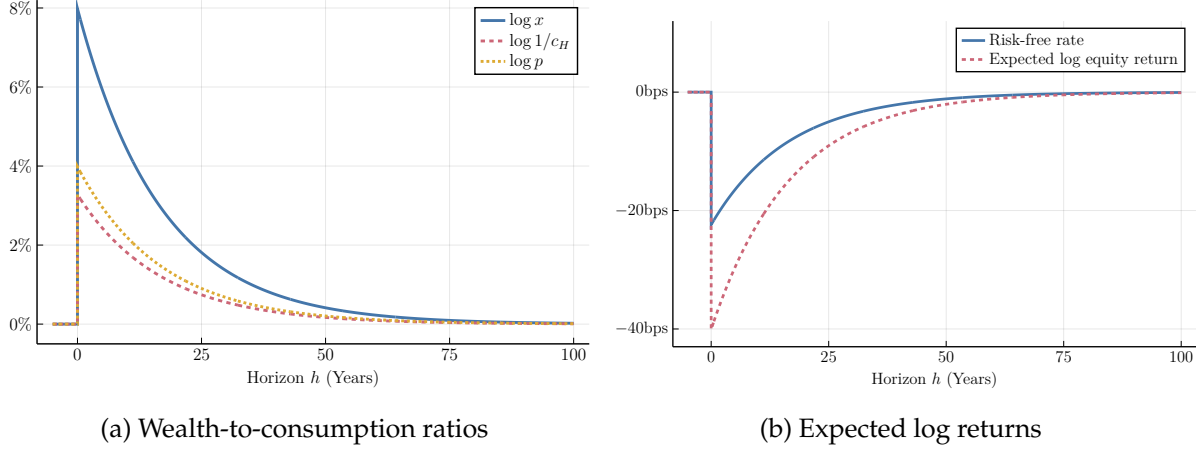 8%
6%
4%
2%
0%
log x
log 1/c_H
log p
0
25
50
75
100
Horizon h (Years)
(a) Wealth-to-consumption ratios
0bps
−20bps
−40bps
Risk-free rate
Expected log equity return
0
25
50
75
100
Horizon h (Years)
(b) Expected log returns